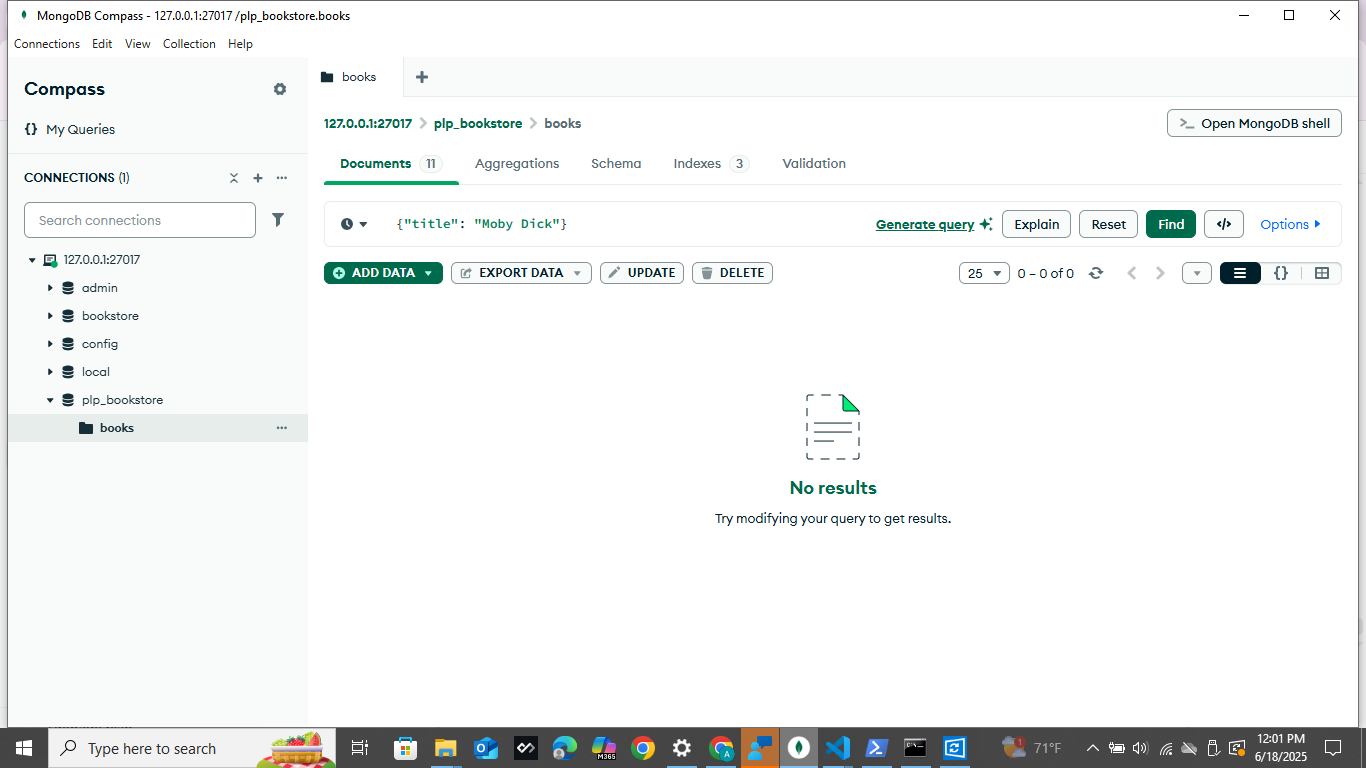 MongoDB Compass - 127.0.0.1:27017 /plp_bookstore.books
Connections Edit View Collection Help
Compass
My Queries
CONNECTIONS (1)
Search connections
127.0.0.1:27017
admin
bookstore
config
local
plp_bookstore
books
books
127.0.0.1:27017 plp_bookstore books
Open MongoDB shell
Documents 11 Aggregations Schema Indexes 3 Validation
{"title": "Moby Dick"}
Generate query Explain Reset Find </> Options
ADD DATA EXPORT DATA UPDATE DELETE
25 0 – 0 of 0 {}
No results
Try modifying your query to get results.
Type here to search
M365
A
1
71°F
12:01 PM
6/18/2025